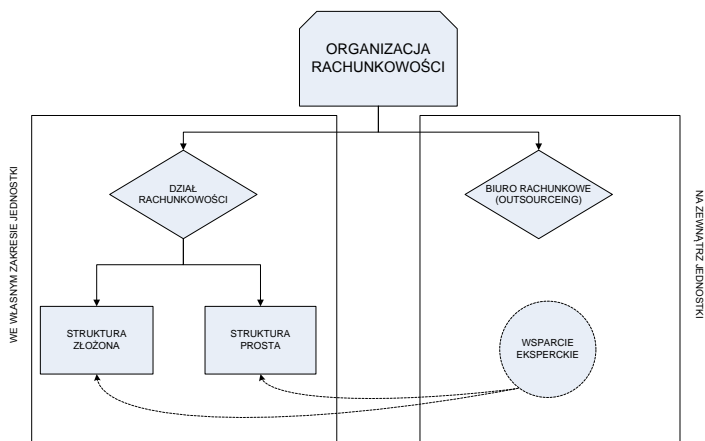 ORGANIZACJA
RACHUNKOWOŚCI
WE WŁASNYM ZAKRESIE JEDNOSTKI
DZIAŁ
RACHUNKOWOŚCI
BIURO RACHUNKOWE
(OUTSOURCEING)
NA ZEWNĄTRZ JEDNOSTKI
STRUKTURA
ZŁOŻONA
STRUKTURA
PROSTA
WSPARCIE
EKSPERCKIE